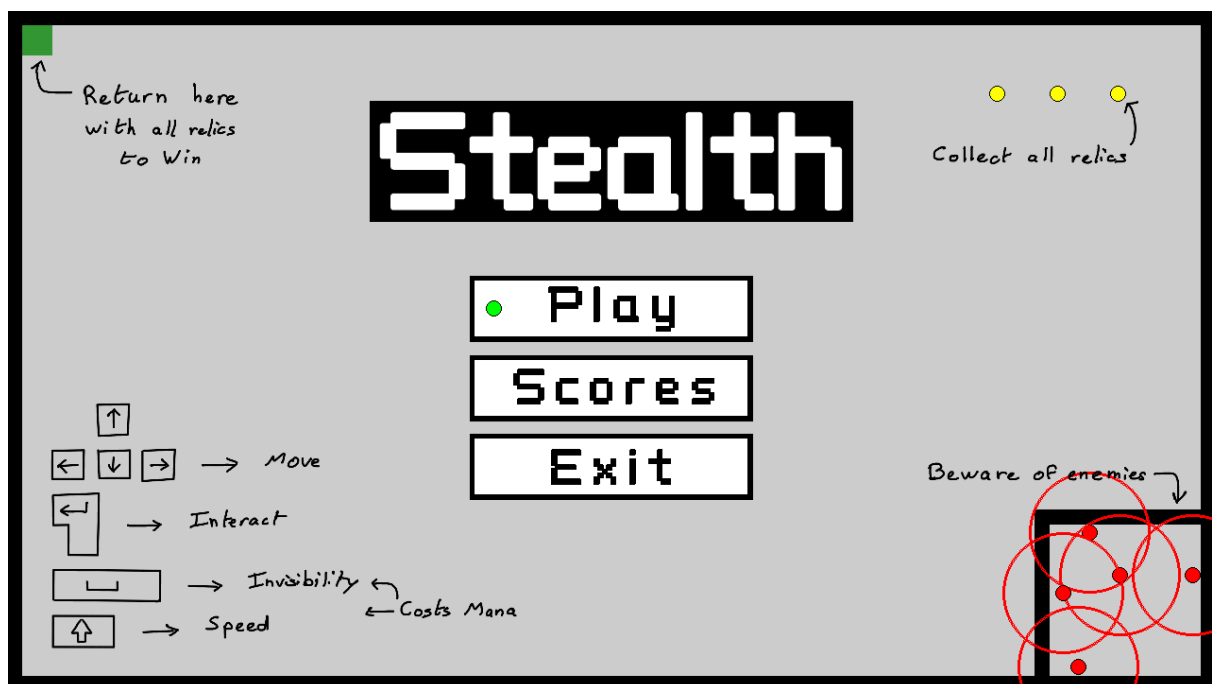 Return here
with all relics
to Win
Stealth
Collect all relics
Play
Scores
Exit
Move
Interact
Invisibility
Costs Mana
Speed
Beware of enemies